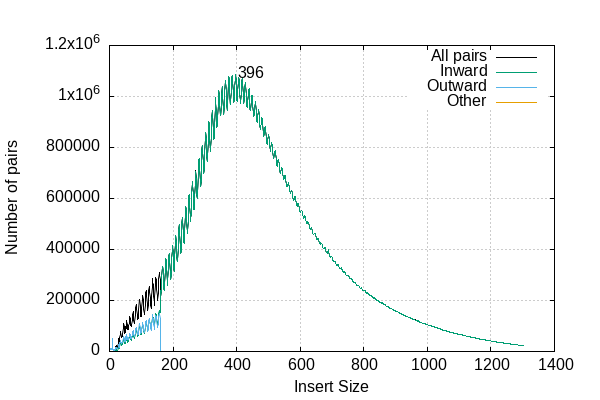 1.2x10^6
1x10^6
800000
600000
400000
200000
0
0 200 400 600 800 1000 1200 1400
Number of pairs
Insert Size
396
All pairs
Inward
Outward
Other